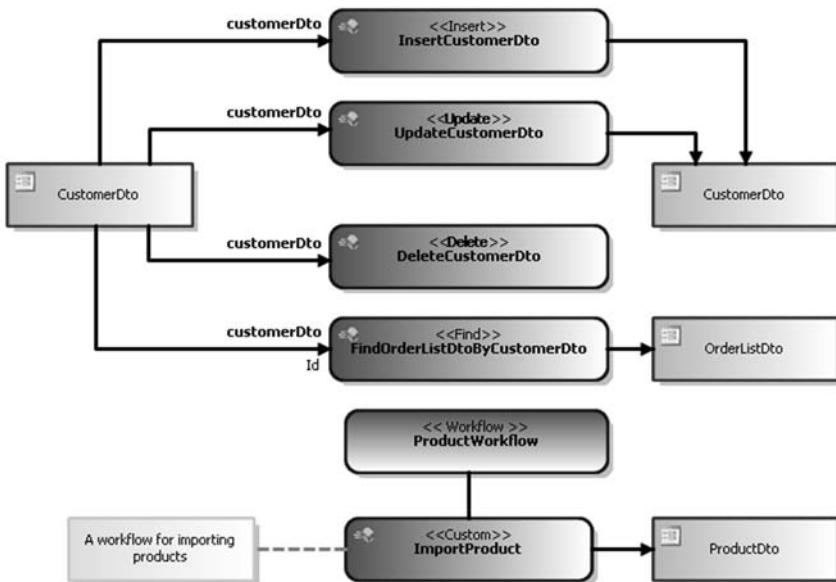 customerDto
<<Insert>>
InsertCustomerDto
customerDto
<<Update>>
UpdateCustomerDto
CustomerDto
CustomerDto
customerDto
<<Delete>>
DeleteCustomerDto
customerDto
Id
<<Find>>
FindOrderListDtoByCustomerDto
OrderListDto
<< Workflow >>
ProductWorkflow
A workflow for importing
products
<<Custom>>
ImportProduct
ProductDto